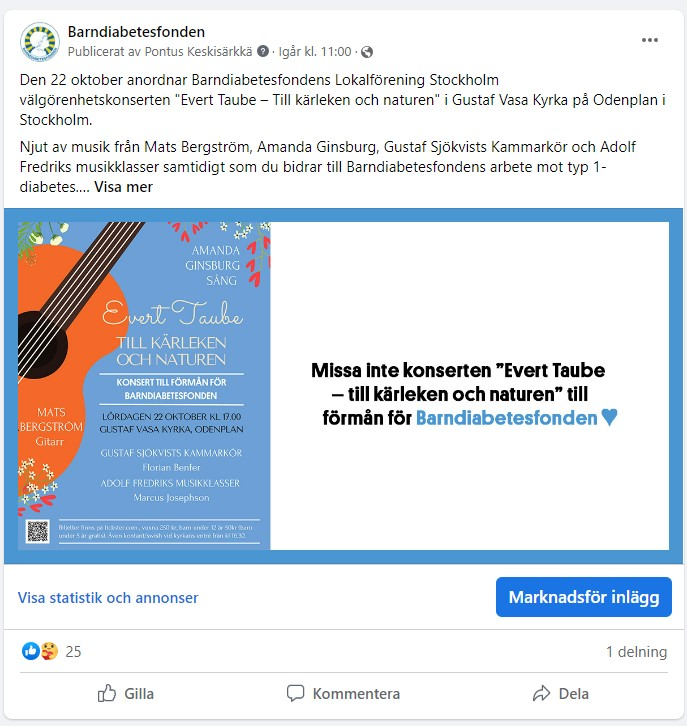 Barndiabetesfonden
Publicerat av Pontus Keskisärkkä · Igår kl. 11:00 ·
Den 22 oktober anordnar Barndiabetesfondens Lokalförening Stockholm
välgörenhetskonserten "Evert Taube – Till kärleken och naturen" i Gustaf Vasa Kyrka på Odenplan i
Stockholm.
Njut av musik från Mats Bergström, Amanda Ginsburg, Gustaf Sjökvists Kammarkör och Adolf
Fredriks musikklasser samtidigt som du bidrar till Barndiabetesfondens arbete mot typ 1-
diabetes.... Visa mer
AMANDA
GINSBURG
SÅNG
Evert Taube
TILL KÄRLEKEN
OCH NATUREN
KONSERT TILL FÖRMÅN FÖR
BARNDIABETESFONDEN
LÖRDAGEN 22 OKTOBER KL 17.00
GUSTAF VASA KYRKA, ODENPLAN
MATS
BERGSTRÖM
Gitarr
GUSTAF SJÖKVISTS KAMMARKÖR
Florian Benfer
ADOLF FREDRIKS MUSIKKLASSER
Marcus Josephson
Biljetter finns på tickster.com, vuxna 250 kr, barn under 12 år 50kr (barn
under 5 år gratis). Även kontant/swish vid kyrkans entré från kl 16.30.
Missa inte konserten ”Evert Taube
– till kärleken och naturen” till
förmån för Barndiabetesfonden ♥
Visa statistik och annonser
Marknadsför inlägg
25
1 delning
Gilla
Kommentera
Dela